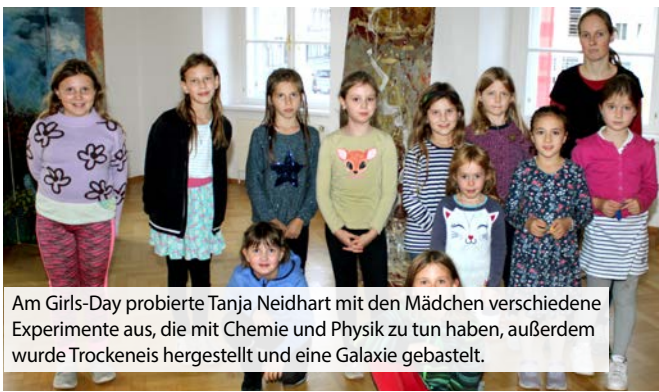 Am Girls-Day probierte Tanja Neidhart mit den Mädchen verschiedene
Experimente aus, die mit Chemie und Physik zu tun haben, außerdem
wurde Trockeneis hergestellt und eine Galaxie gebastelt.